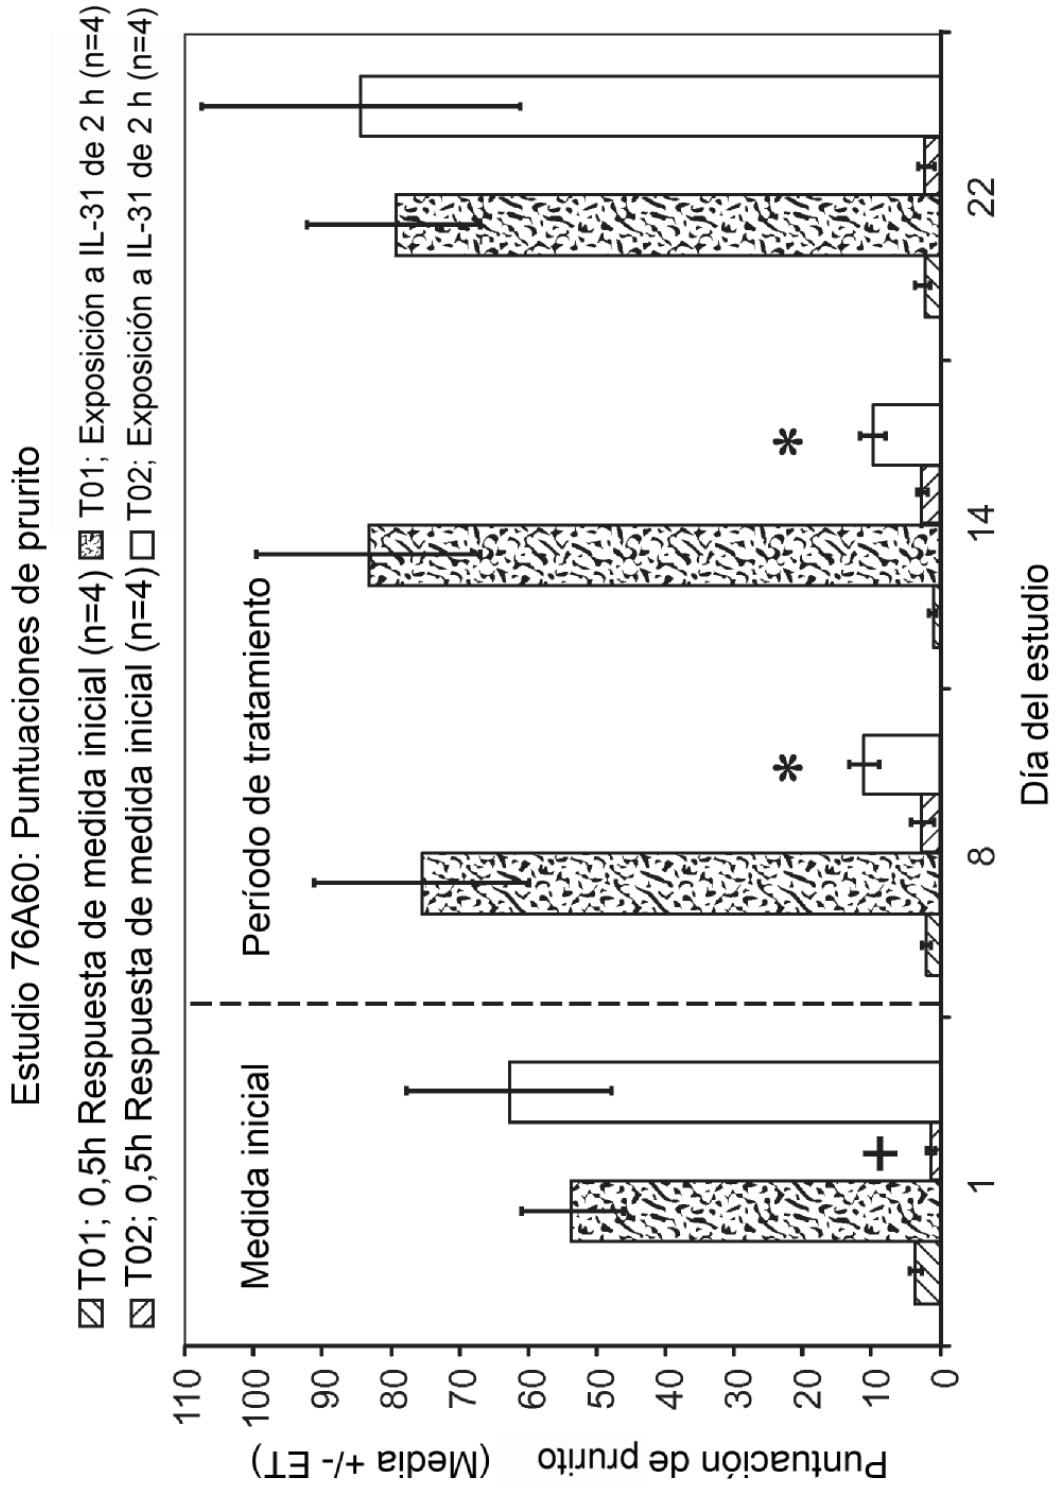 Estudio 76A60: Puntuaciones de prurito
T01; 0,5h Respuesta de medida inicial (n=4) T01; Exposición a IL-31 de 2 h (n=4)
T02; 0,5h Respuesta de medida inicial (n=4) T02; Exposición a IL-31 de 2 h (n=4)
Medida inicial Período de tratamiento
110
100
90
80
70
60
50
40
30
20
10
0
Puntuación de prurito
(Media +/- ET)
+ * *
1 8 14 22
Día del estudio